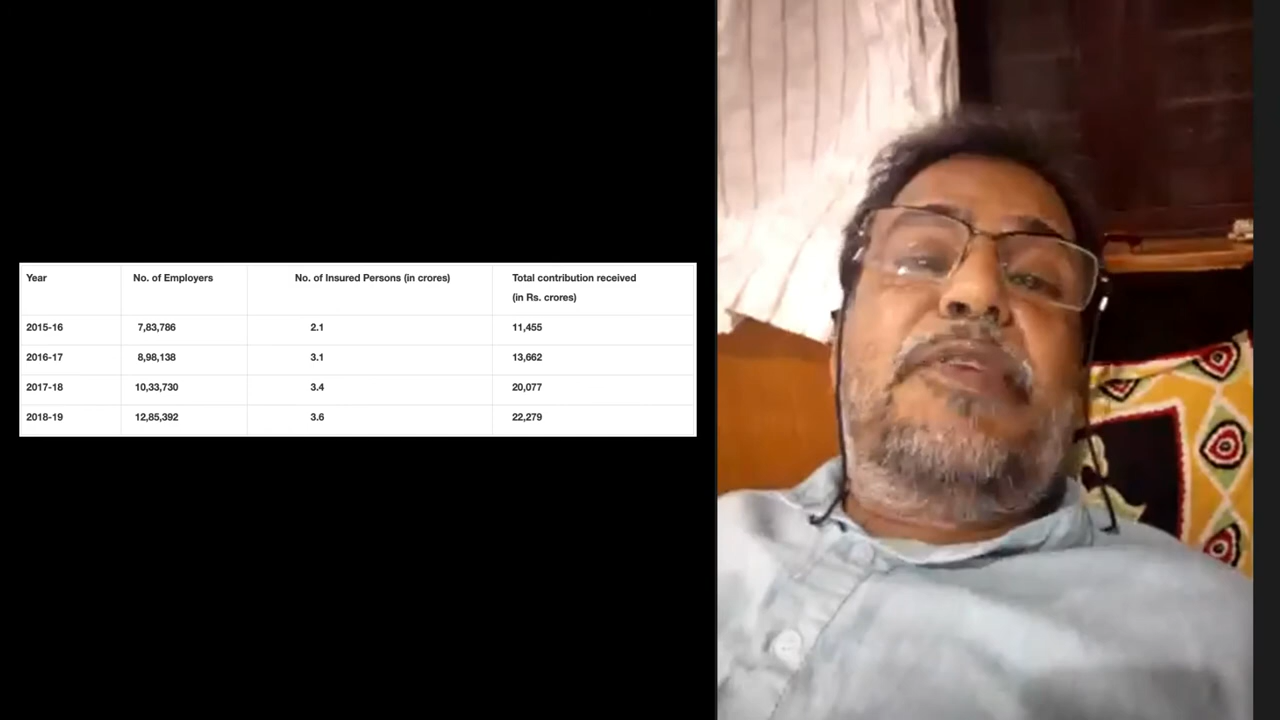 Year No. of Employers No. of Insured Persons (in crores) Total contribution received
(in Rs. crores)
2015-16 7,83,786 2.1 11,455
2016-17 8,98,138 3.1 13,662
2017-18 10,33,730 3.4 20,077
2018-19 12,85,392 3.6 22,279